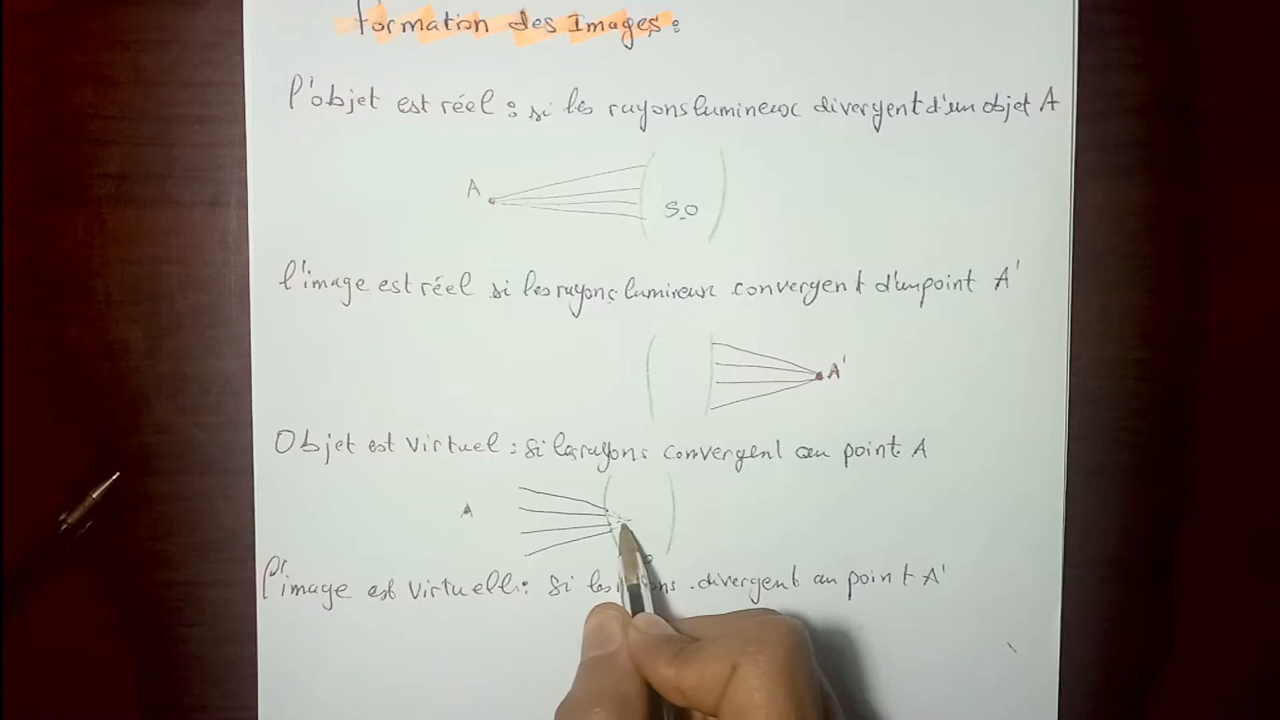 formation des Images :
l'objet est réel : si les rayons lumineux divergent d'un objet A
A
S.O
l'image est réel si les rayons lumineux convergent d'un point A'
A'
Objet est virtuel : si les rayons convergent au point A
A
l'image est virtuelle : si les divergent au point A'